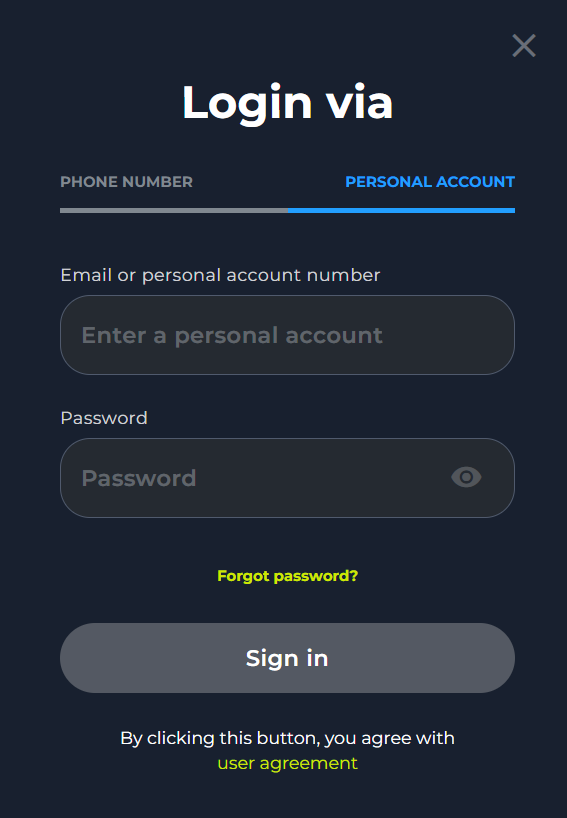 Login via
PHONE NUMBER
PERSONAL ACCOUNT
Email or personal account number
Enter a personal account
Password
Password
Forgot password?
Sign in
By clicking this button, you agree with
user agreement